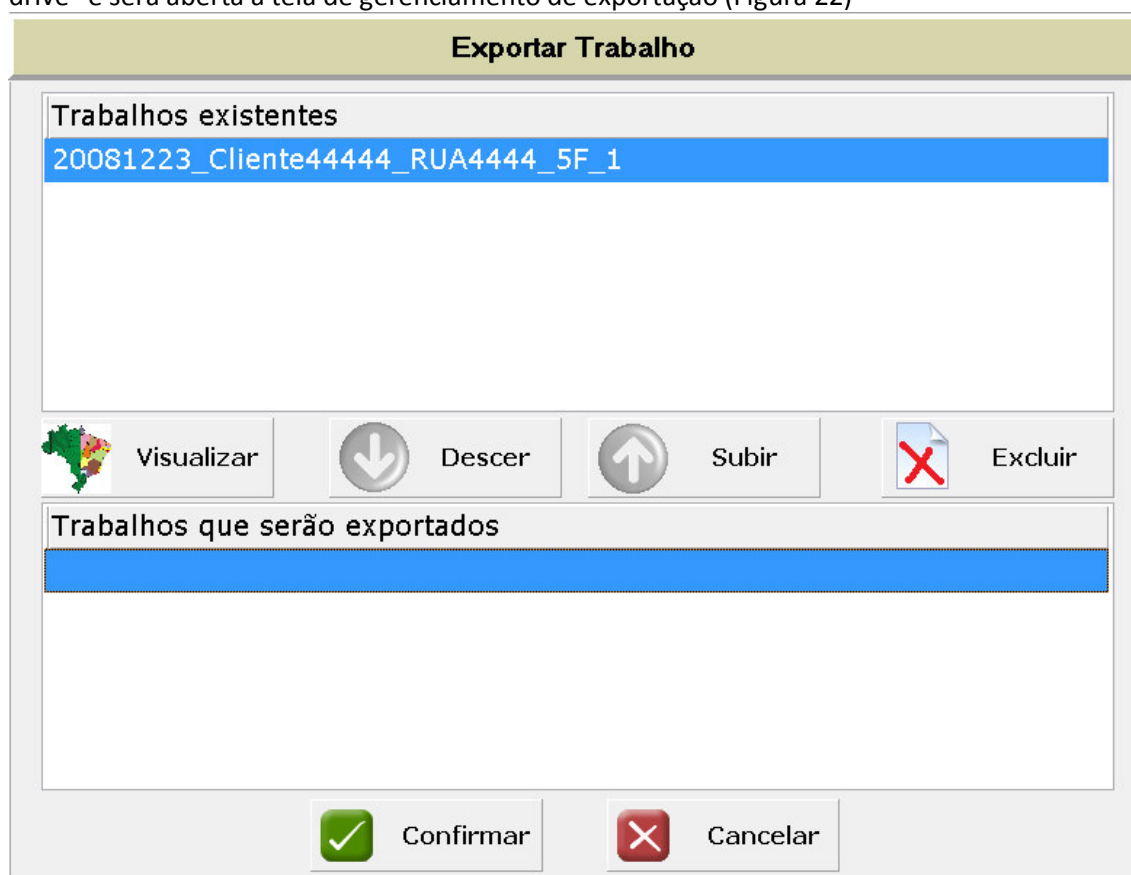 drive" e será aberta a tela de gerenciamento de exportação (Figura 22)
Exportar Trabalho
Trabalhos existentes
20081223_Cliente44444_RUA4444_5F_1
Visualizar Descer Subir Excluir
Trabalhos que serão exportados
Confirmar Cancelar